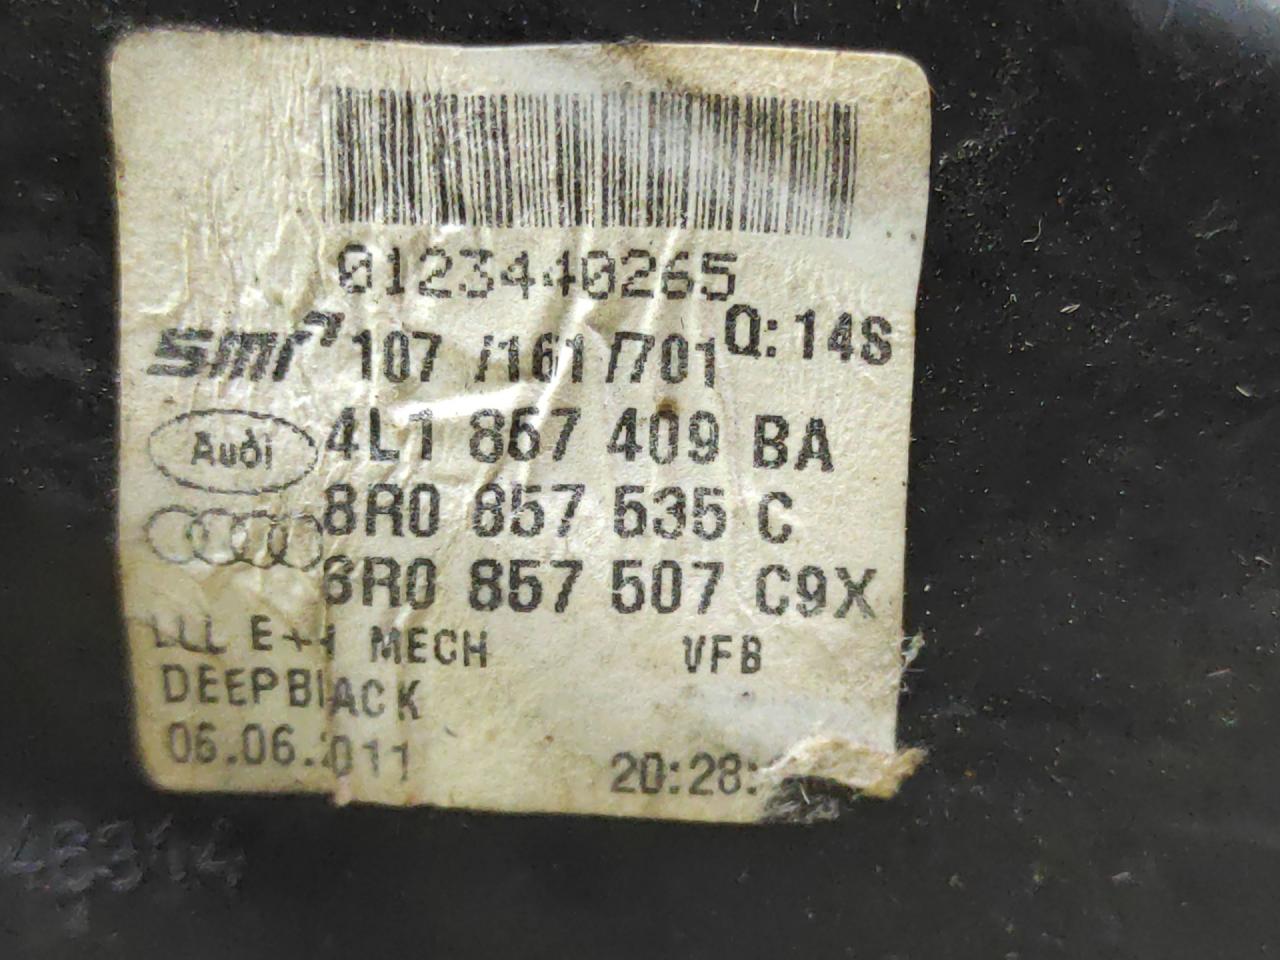 0123440265
SMR 107 /161/701 Q: 14S
Audi 4L1 857 409 BA
8R0 857 535 C
8R0 857 507 C9X
LLL E++ MECH VFB
DEEPBLACK
06.06.2011 20:28: